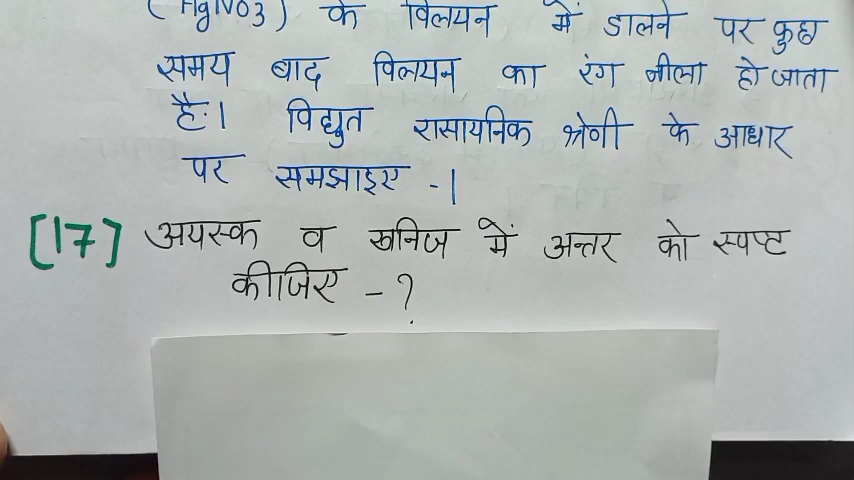 (AgNO3) के विलयन में डालने पर कुछ
समय बाद विलयन का रंग नीला हो जाता
है:। विद्युत रासायनिक श्रेणी के आधार
पर समझाइए -।
[17] अयस्क व खनिज में अन्तर को स्पष्ट
कीजिए - ?